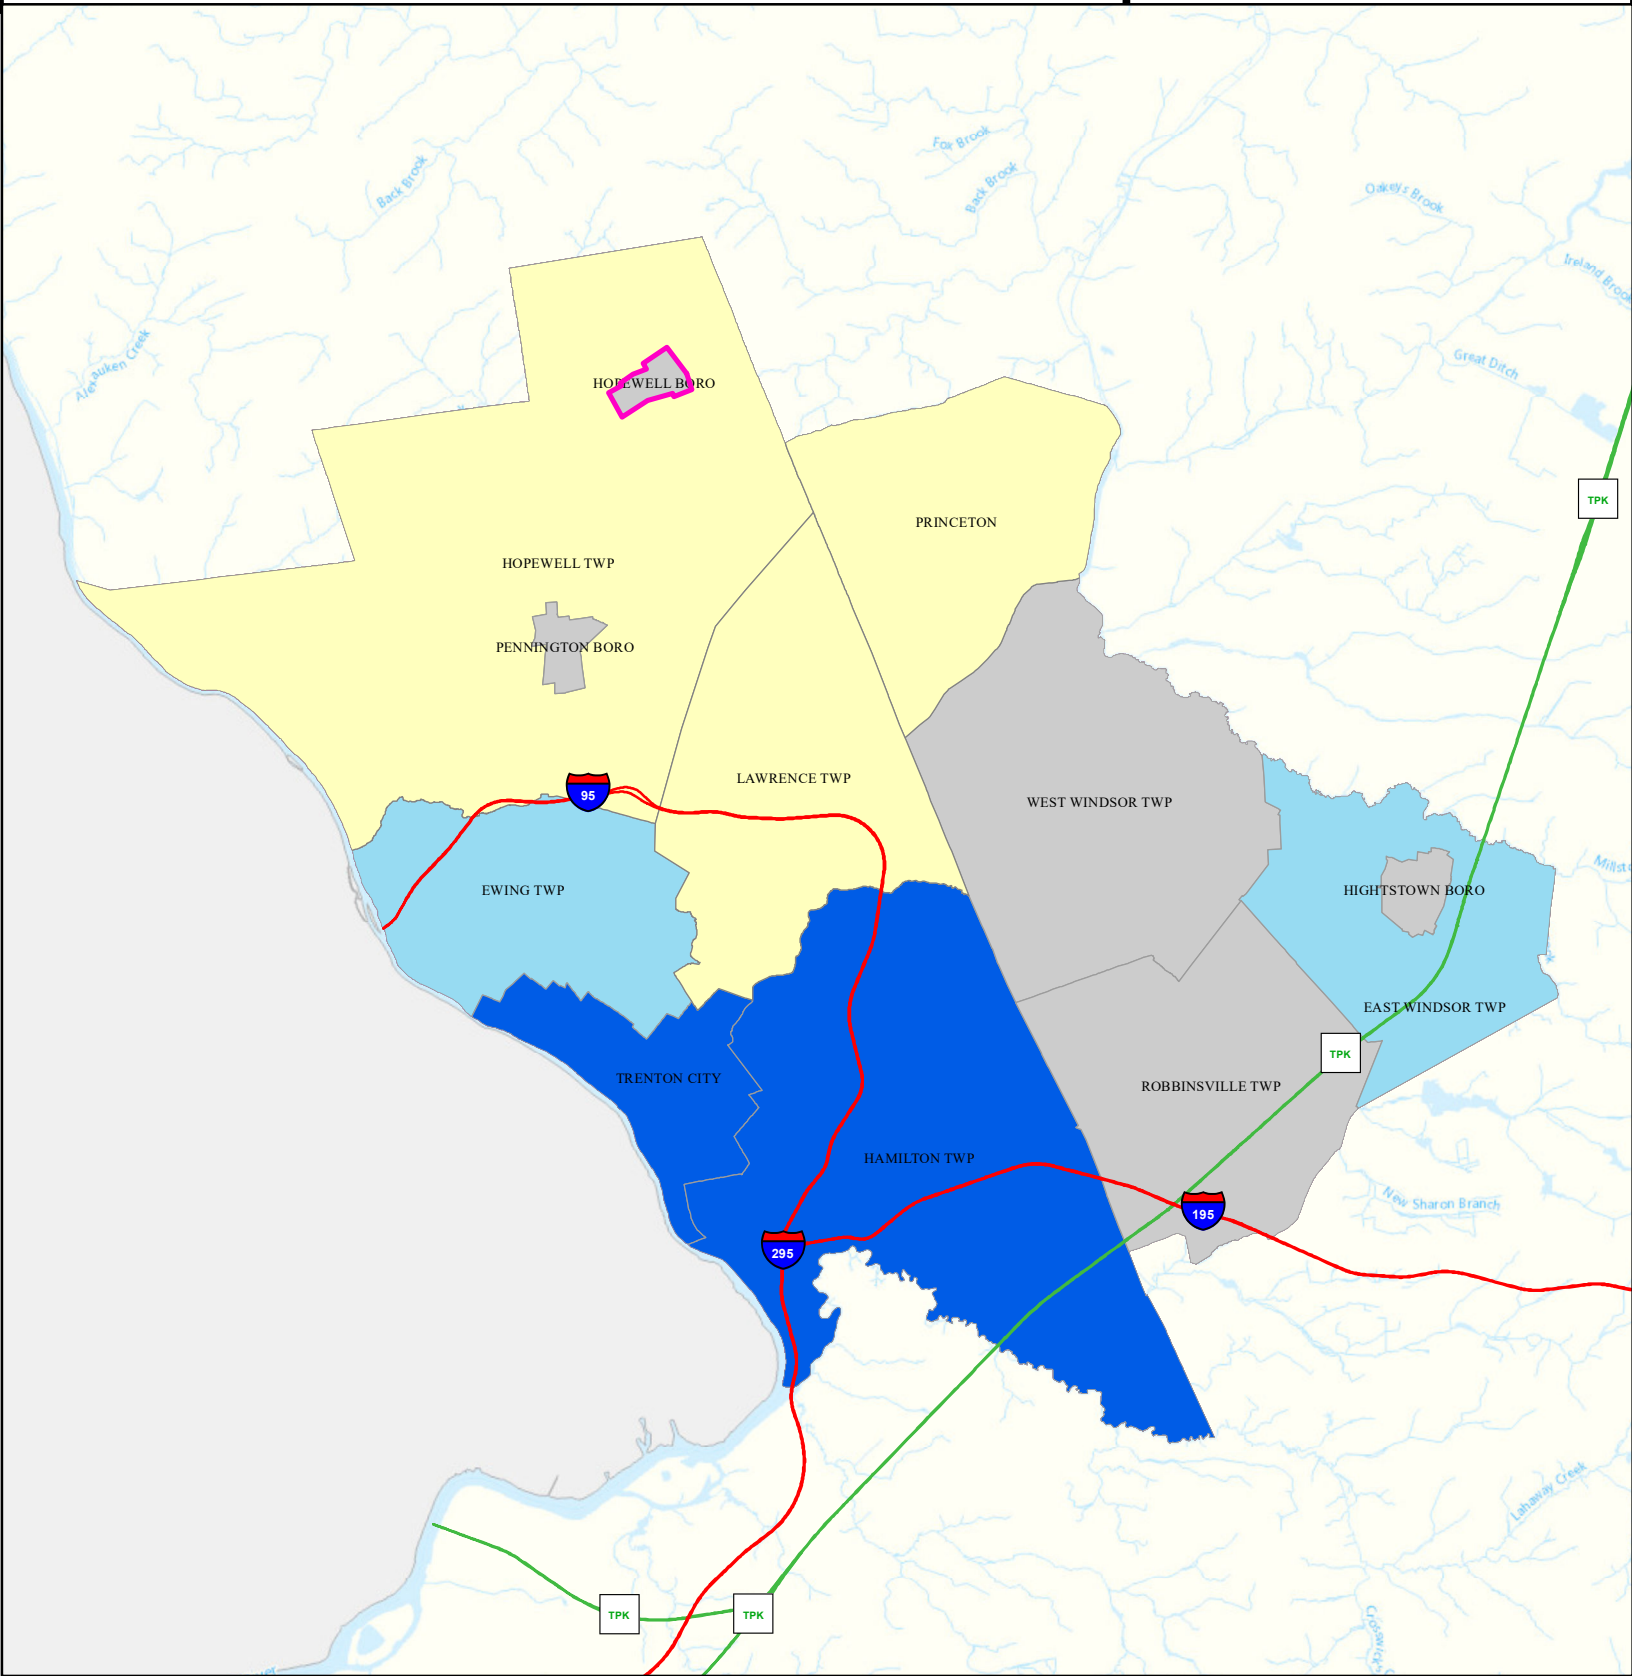 Fox Brook
Back Brook
Back Brook
Oakeys Brook
Ireland Brook
Alexauken Creek
Great Ditch
HOPEWELL BORO
TPK
PRINCETON
HOPEWELL TWP
PENNINGTON BORO
LAWRENCE TWP
95
WEST WINDSOR TWP
EWING TWP
HIGHTSTOWN BORO
EAST WINDSOR TWP
TPK
TRENTON CITY
ROBBINSVILLE TWP
HAMILTON TWP
New Sharon Branch
195
295
Lahaway Creek
TPK
TPK